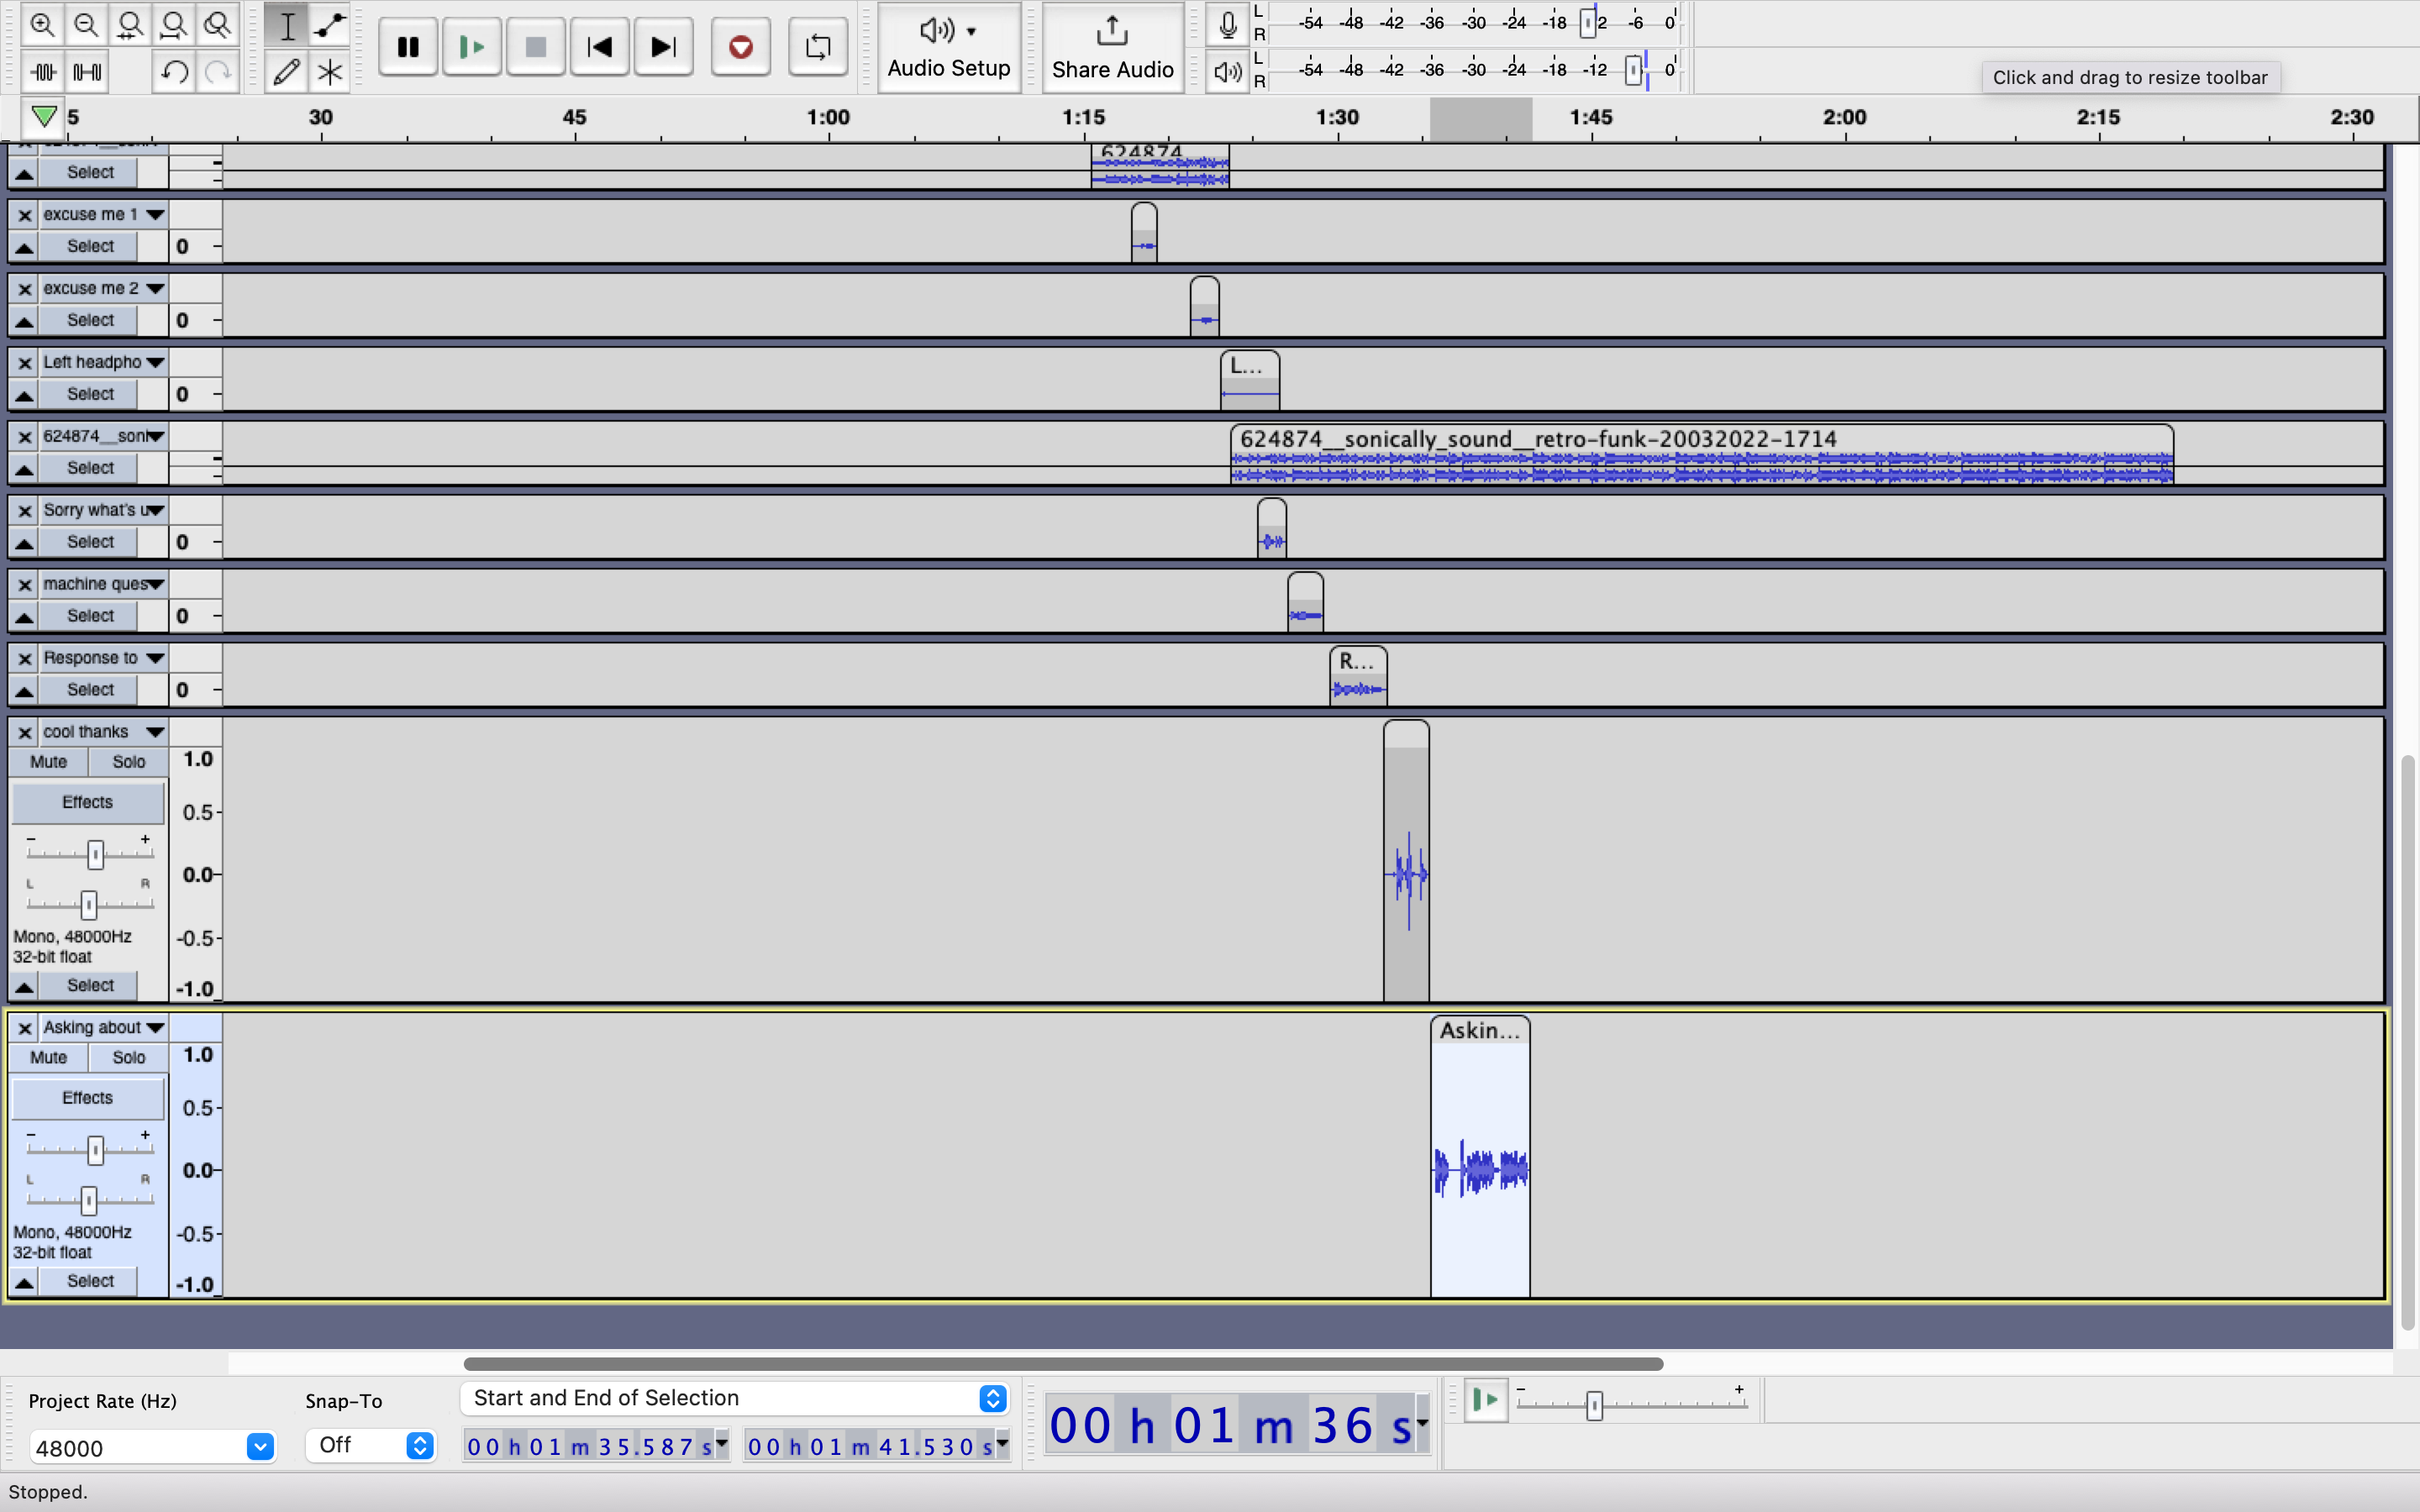 L -54 -48 -42 -36 -30 -24 -18 2 -6 0
R
Audio Setup
Share Audio
L -54 -48 -42 -36 -30 -24 -18 -12 0
R
Click and drag to resize toolbar
5 30 45 1:00 1:15 1:30 1:45 2:00 2:15 2:30
624874
Select
excuse me 1
Select 0
excuse me 2
Select 0
Left headpho
L...
Select 0
624874__soni
624874__sonically_sound__retro-funk-20032022-1714
Select
Sorry what's u
Select 0
machine ques
Select 0
Response to
R...
Select 0
cool thanks
Mute Solo 1.0
Effects
0.5
- +
0.0
L R
Mono, 48000Hz -0.5
32-bit float
Select -1.0
Asking about
Askin...
Mute Solo 1.0
Effects
0.5
- +
0.0
L R
Mono, 48000Hz -0.5
32-bit float
Select -1.0
Project Rate (Hz)
Snap-To
Start and End of Selection
48000
Off
00 h 01 m 35.587 s
00 h 01 m 41.530 s
00 h 01 m 36 s
- +
Stopped.